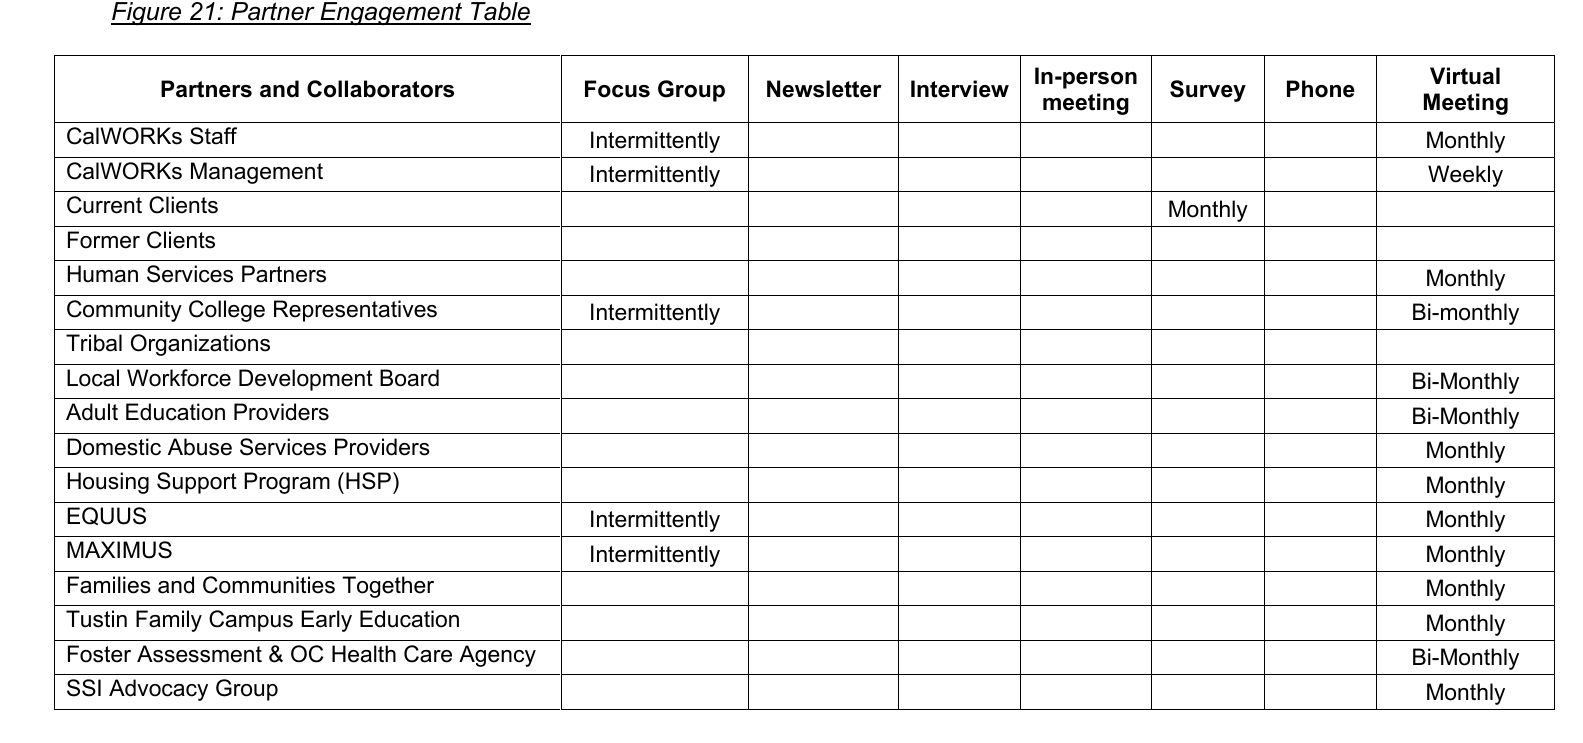 Figure 21: Partner Engagement Table
Partners and Collaborators Focus Group Newsletter Interview In-person meeting Survey Phone Virtual Meeting
CalWORKs Staff Intermittently Monthly
CalWORKs Management Intermittently Weekly
Current Clients Monthly
Former Clients
Human Services Partners Monthly
Community College Representatives Intermittently Bi-monthly
Tribal Organizations
Local Workforce Development Board Bi-Monthly
Adult Education Providers Bi-Monthly
Domestic Abuse Services Providers Monthly
Housing Support Program (HSP) Monthly
EQUUS Intermittently Monthly
MAXIMUS Intermittently Monthly
Families and Communities Together Monthly
Tustin Family Campus Early Education Monthly
Foster Assessment & OC Health Care Agency Bi-Monthly
SSI Advocacy Group Monthly